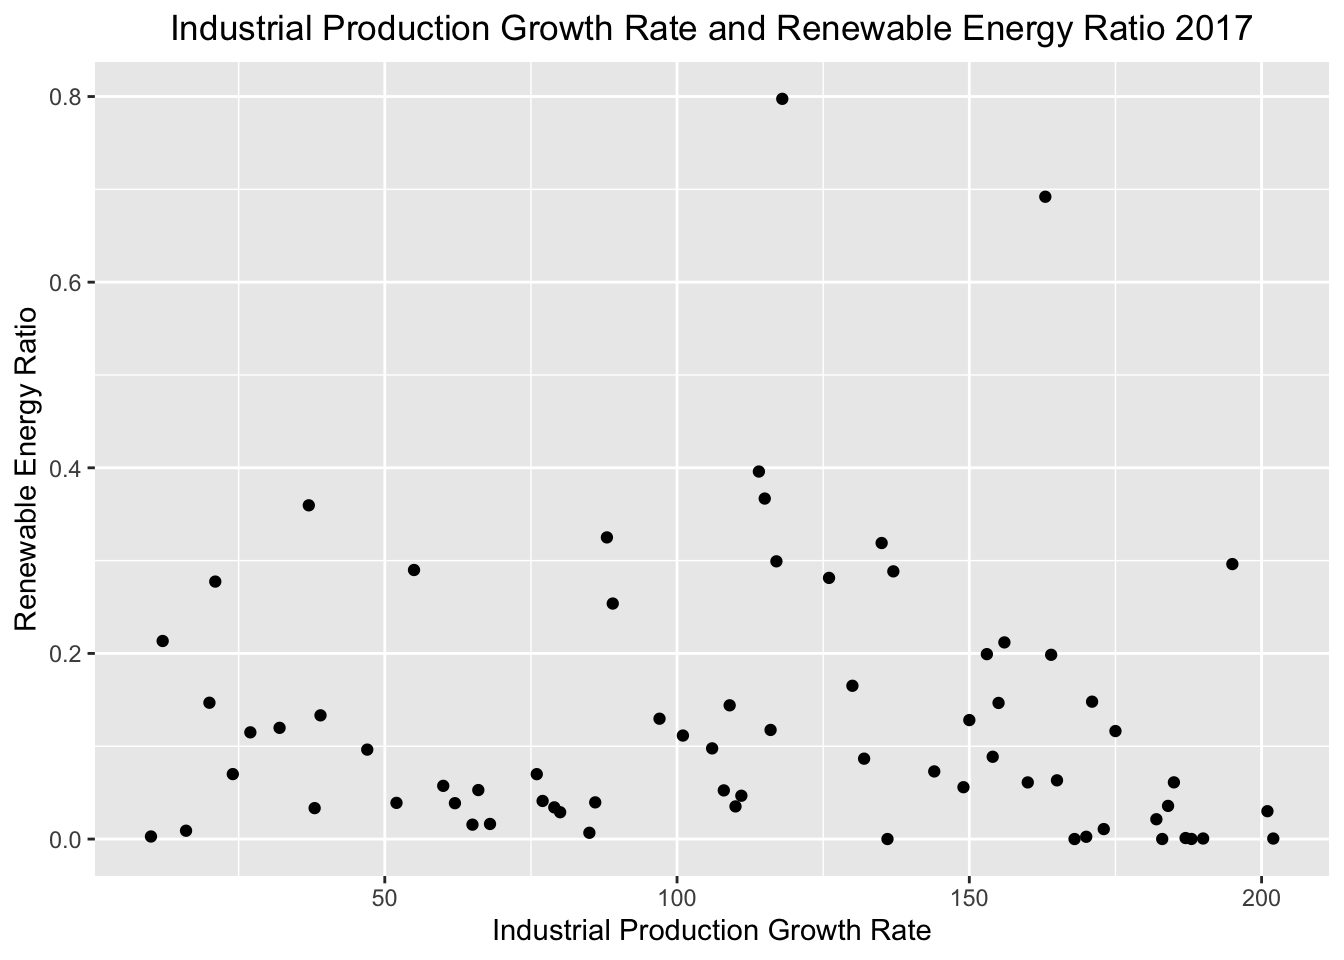 Industrial Production Growth Rate and Renewable Energy Ratio 2017
0.8
0.6
0.4
0.2
0.0
Renewable Energy Ratio
50 100 150 200
Industrial Production Growth Rate